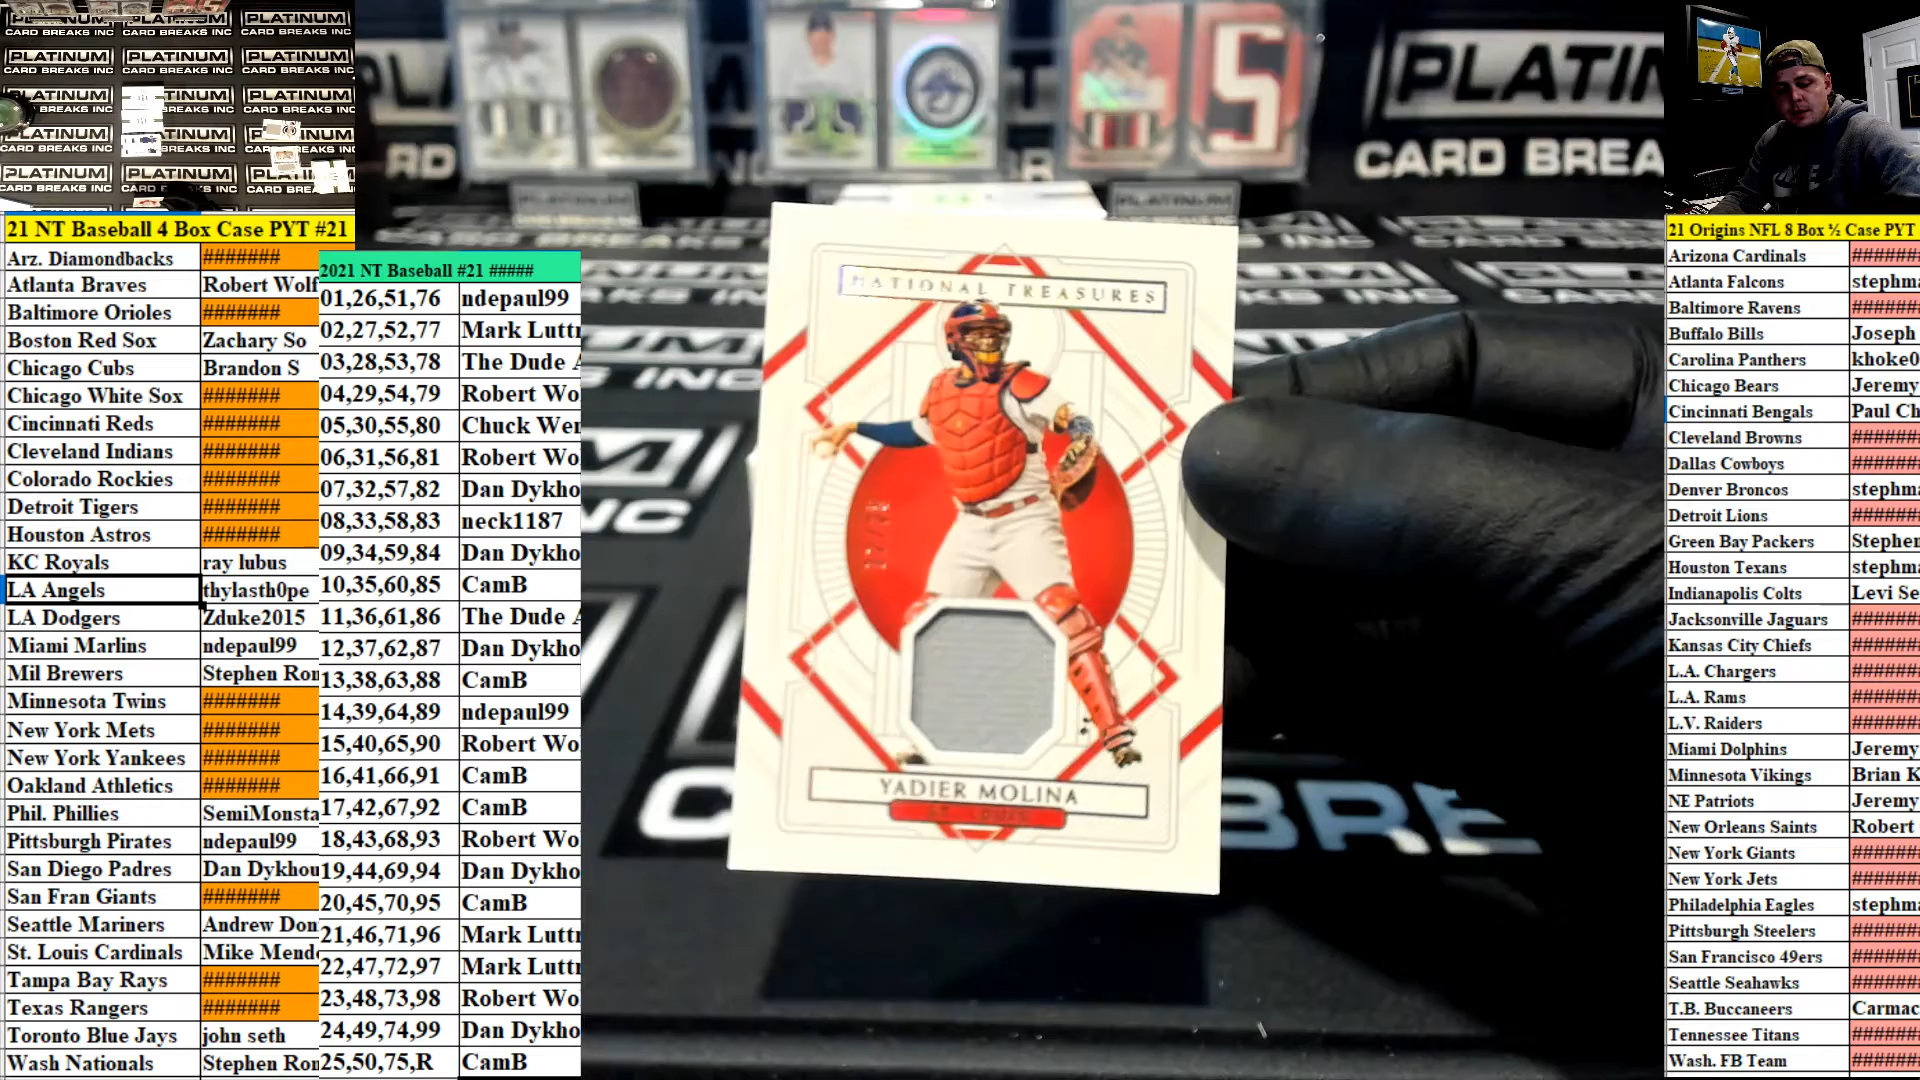 PLATINUM
CARD BREAKS INC
21 NT Baseball 4 Box Case PYT #21
Arz. Diamondbacks #######
Atlanta Braves Robert Wolf
Baltimore Orioles #######
Boston Red Sox Zachary So
Chicago Cubs Brandon S
Chicago White Sox #######
Cincinnati Reds #######
Cleveland Indians #######
Colorado Rockies #######
Detroit Tigers #######
Houston Astros #######
KC Royals ray lubus
LA Angels thylasth0pe
LA Dodgers Zduke2015
Miami Marlins ndepaul99
Mil Brewers Stephen Ron
Minnesota Twins #######
New York Mets #######
New York Yankees #######
Oakland Athletics #######
Phil. Phillies SemiMonsta
Pittsburgh Pirates ndepaul99
San Diego Padres Dan Dykhou
San Fran Giants #######
Seattle Mariners Andrew Don
St. Louis Cardinals Mike Mend
Tampa Bay Rays #######
Texas Rangers #######
Toronto Blue Jays john seth
Wash Nationals Stephen Ron
2021 NT Baseball #21 #####
01,26,51,76 ndepaul99
02,27,52,77 Mark Luttr
03,28,53,78 The Dude A
04,29,54,79 Robert Wo
05,30,55,80 Chuck Wer
06,31,56,81 Robert Wo
07,32,57,82 Dan Dykho
08,33,58,83 neck1187
09,34,59,84 Dan Dykho
10,35,60,85 CamB
11,36,61,86 The Dude A
12,37,62,87 Dan Dykho
13,38,63,88 CamB
14,39,64,89 ndepaul99
15,40,65,90 Robert Wo
16,41,66,91 CamB
17,42,67,92 CamB
18,43,68,93 Robert Wo
19,44,69,94 Dan Dykho
20,45,70,95 CamB
21,46,71,96 Mark Luttr
22,47,72,97 Mark Luttr
23,48,73,98 Robert Wo
24,49,74,99 Dan Dykho
25,50,75,R CamB
PLATIN
CARD BREA
NATIONAL TREASURES
YADIER MOLINA
ST. LOUIS
21 Origins NFL 8 Box ½ Case PYT
Arizona Cardinals #######
Atlanta Falcons stephma
Baltimore Ravens #######
Buffalo Bills Joseph
Carolina Panthers khoke0
Chicago Bears Jeremy
Cincinnati Bengals Paul Ch
Cleveland Browns #######
Dallas Cowboys #######
Denver Broncos stephma
Detroit Lions #######
Green Bay Packers Stephen
Houston Texans stephma
Indianapolis Colts Levi Se
Jacksonville Jaguars #######
Kansas City Chiefs #######
L.A. Chargers #######
L.A. Rams #######
L.V. Raiders #######
Miami Dolphins Jeremy
Minnesota Vikings Brian K
NE Patriots Jeremy
New Orleans Saints Robert
New York Giants #######
New York Jets #######
Philadelphia Eagles stephma
Pittsburgh Steelers #######
San Francisco 49ers #######
Seattle Seahawks #######
T.B. Buccaneers Carmac
Tennessee Titans #######
Wash. FB Team #######